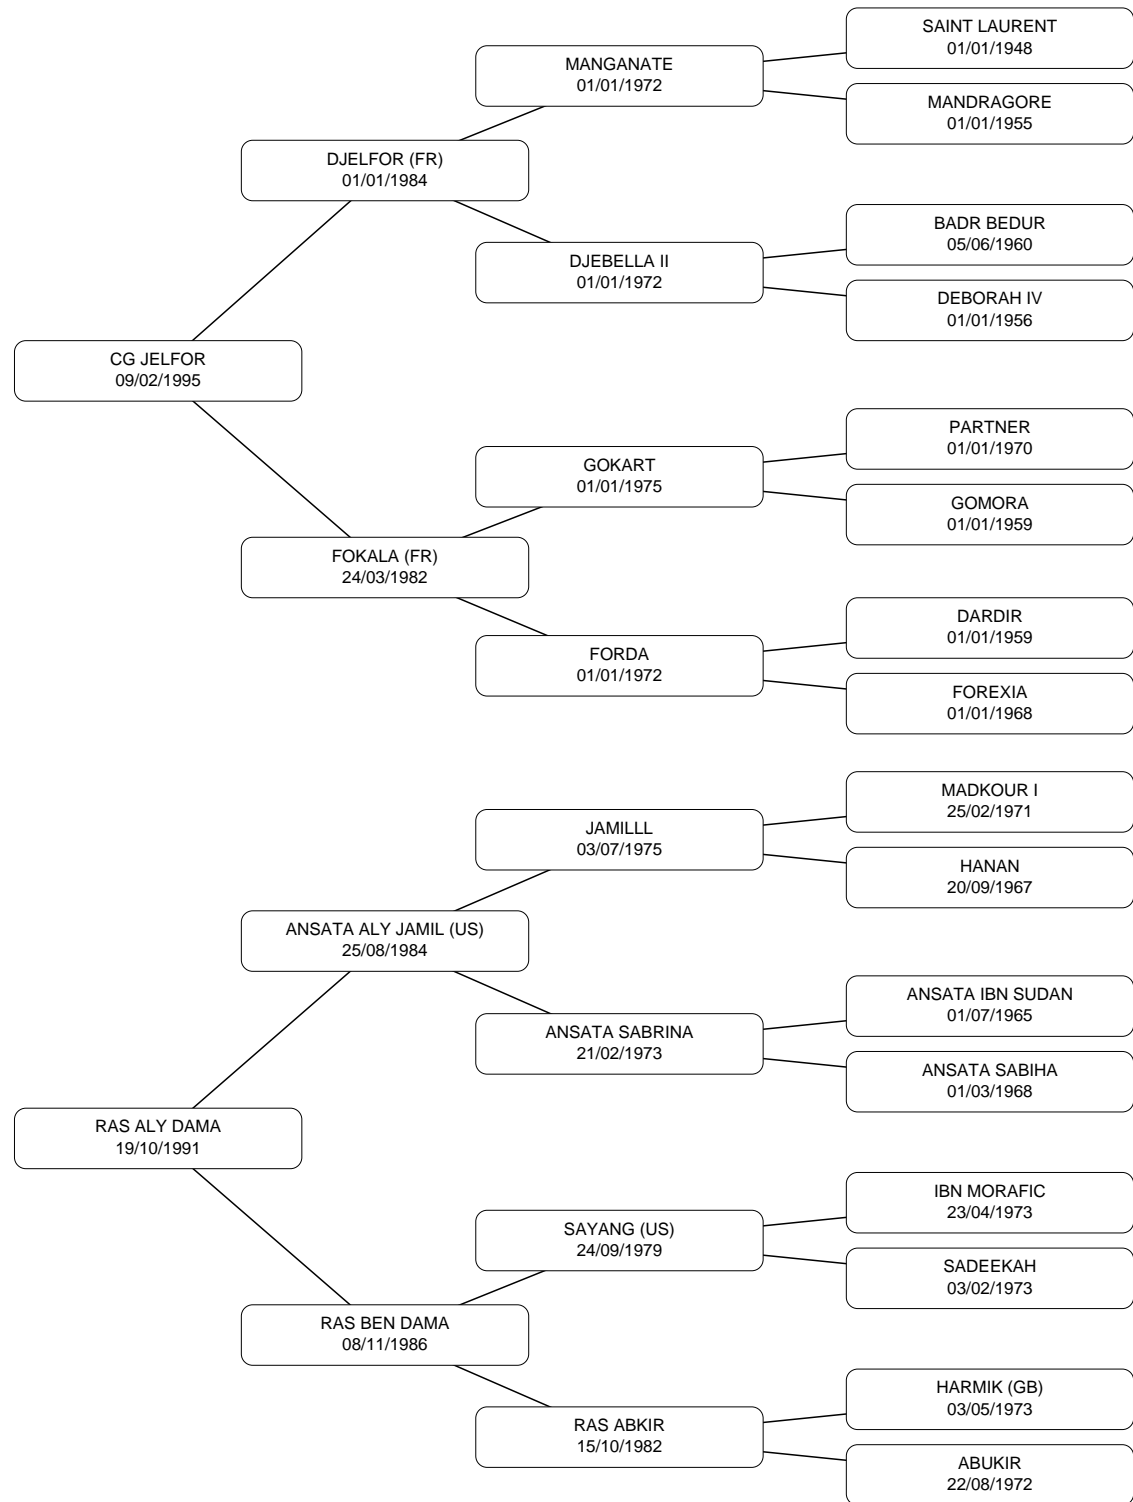 SAINT LAURENT
01/01/1948
MANGANATE
01/01/1972
MANDRAGORE
01/01/1955
DJELFOR (FR)
01/01/1984
BADR BEDUR
05/06/1960
DJEBELLA II
01/01/1972
DEBORAH IV
01/01/1956
CG JELFOR
09/02/1995
PARTNER
01/01/1970
GOKART
01/01/1975
GOMORA
01/01/1959
FOKALA (FR)
24/03/1982
DARDIR
01/01/1959
FORDA
01/01/1972
FOREXIA
01/01/1968
MADKOUR I
25/02/1971
JAMILLL
03/07/1975
HANAN
20/09/1967
ANSATA ALY JAMIL (US)
25/08/1984
ANSATA IBN SUDAN
01/07/1965
ANSATA SABRINA
21/02/1973
ANSATA SABIHA
01/03/1968
RAS ALY DAMA
19/10/1991
IBN MORAFIC
23/04/1973
SAYANG (US)
24/09/1979
SADEEKAH
03/02/1973
RAS BEN DAMA
08/11/1986
HARMIK (GB)
03/05/1973
RAS ABKIR
15/10/1982
ABUKIR
22/08/1972